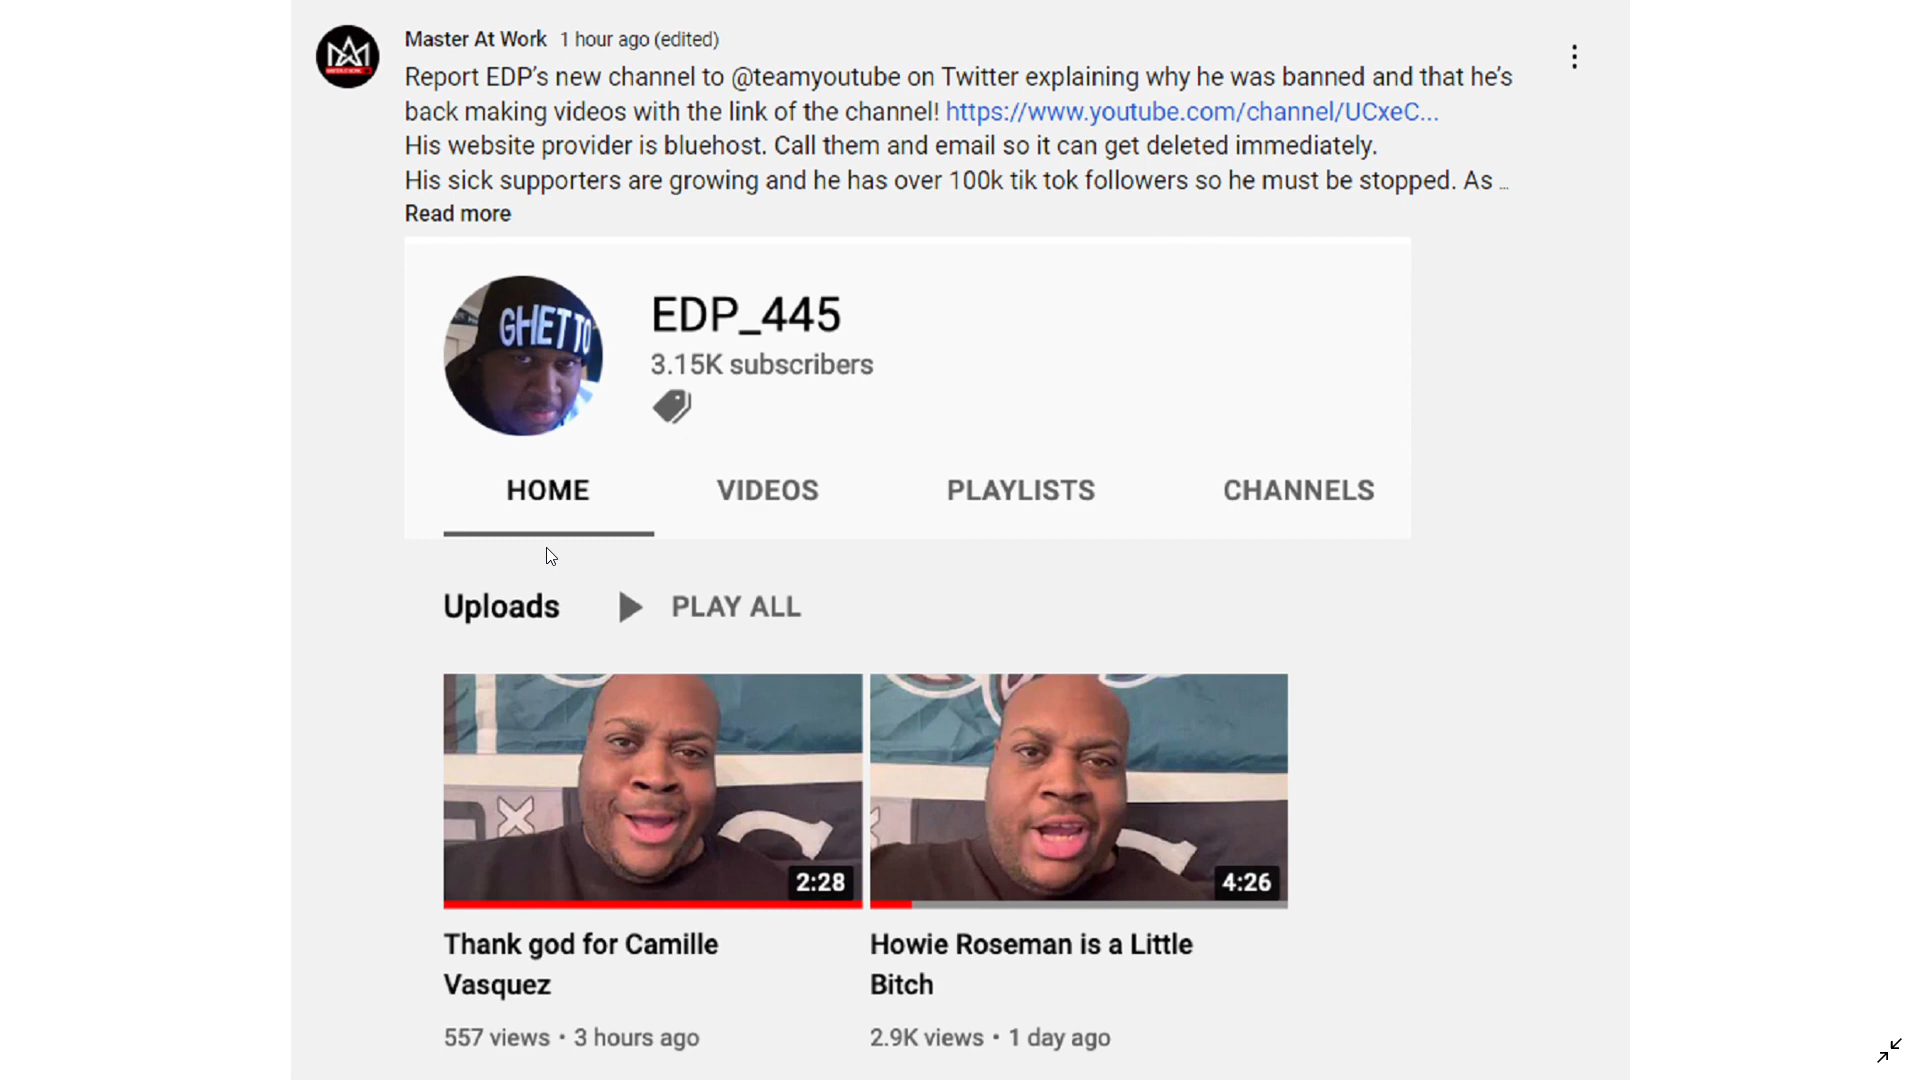 Master At Work 1 hour ago (edited)
Report EDP's new channel to @teamyoutube on Twitter explaining why he was banned and that he's
back making videos with the link of the channel! https://www.youtube.com/channel/UCxeC...
His website provider is bluehost. Call them and email so it can get deleted immediately.
His sick supporters are growing and he has over 100k tik tok followers so he must be stopped. As ...
Read more
GHETTO
EDP_445
3.15K subscribers
HOME VIDEOS PLAYLISTS CHANNELS
Uploads PLAY ALL
2:28 4:26
Thank god for Camille
Vasquez
557 views • 3 hours ago
Howie Roseman is a Little
Bitch
2.9K views • 1 day ago